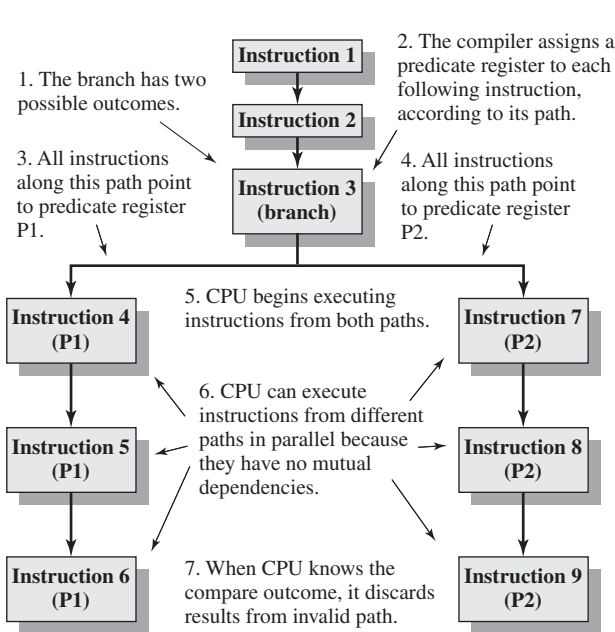 Instruction 1
2. The compiler assigns a
predicate register to each
following instruction,
according to its path.
1. The branch has two
possible outcomes.
Instruction 2
3. All instructions
along this path point
to predicate register
P1.
Instruction 3
(branch)
4. All instructions
along this path point
to predicate register
P2.
Instruction 4
(P1)
5. CPU begins executing
instructions from both paths.
Instruction 7
(P2)
6. CPU can execute
instructions from different
paths in parallel because
they have no mutual
dependencies.
Instruction 5
(P1)
Instruction 8
(P2)
Instruction 6
(P1)
7. When CPU knows the
compare outcome, it discards
results from invalid path.
Instruction 9
(P2)